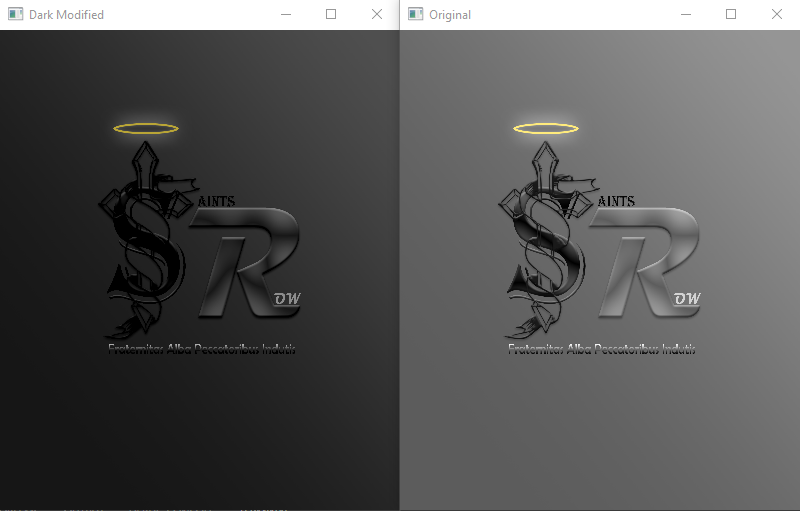 Dark Modified
Original
S AINTS
R OW
Fraternitas Alba Peccatoribus Indutis
S AINTS
R OW
Fraternitas Alba Peccatoribus Indutis